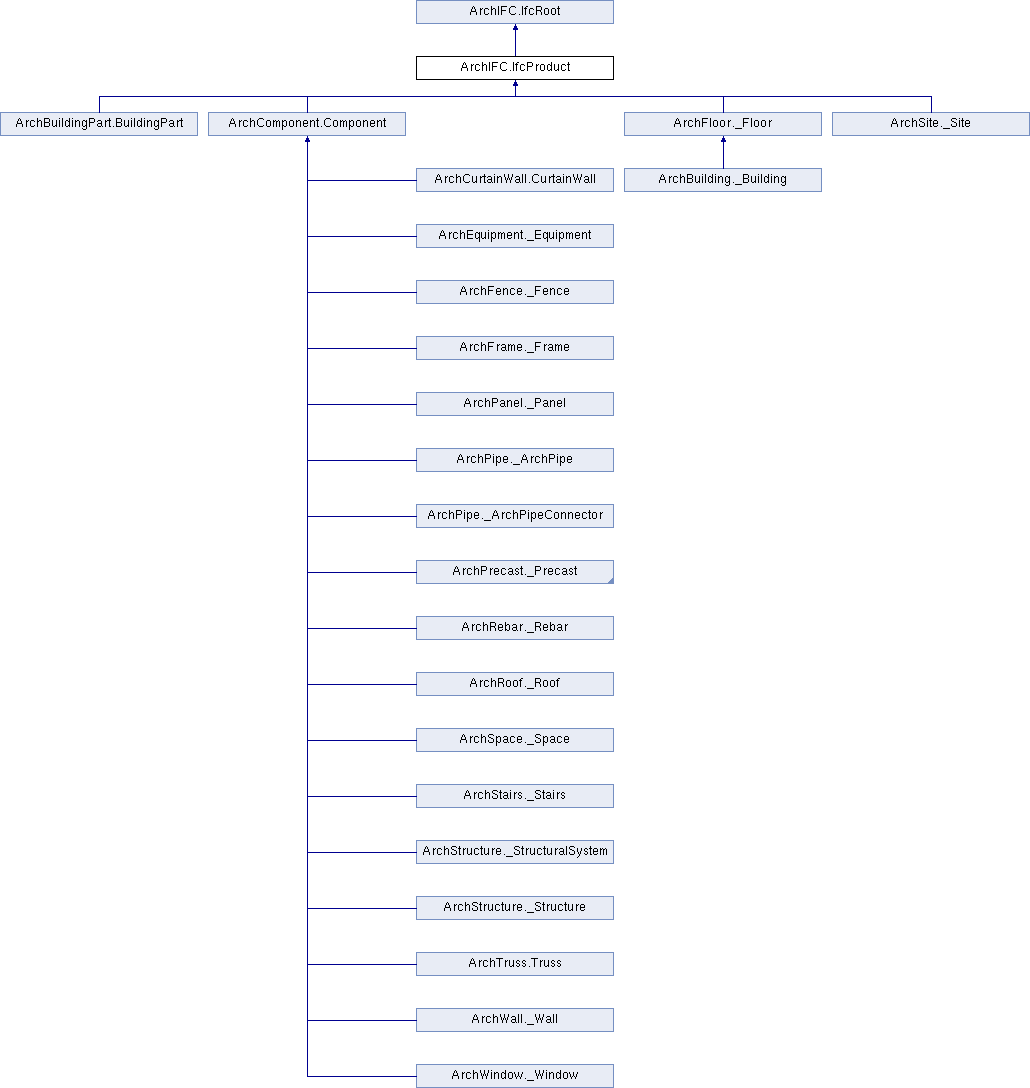 ArchIFC.IfcRoot
ArchIFC.IfcProduct
ArchBuildingPart.BuildingPart
ArchComponent.Component
ArchFloor._Floor
ArchSite._Site
ArchCurtainWall.CurtainWall
ArchBuilding._Building
ArchEquipment._Equipment
ArchFence._Fence
ArchFrame._Frame
ArchPanel._Panel
ArchPipe._ArchPipe
ArchPipe._ArchPipeConnector
ArchPrecast._Precast
ArchRebar._Rebar
ArchRoof._Roof
ArchSpace._Space
ArchStairs._Stairs
ArchStructure._StructuralSystem
ArchStructure._Structure
ArchTruss.Truss
ArchWall._Wall
ArchWindow._Window